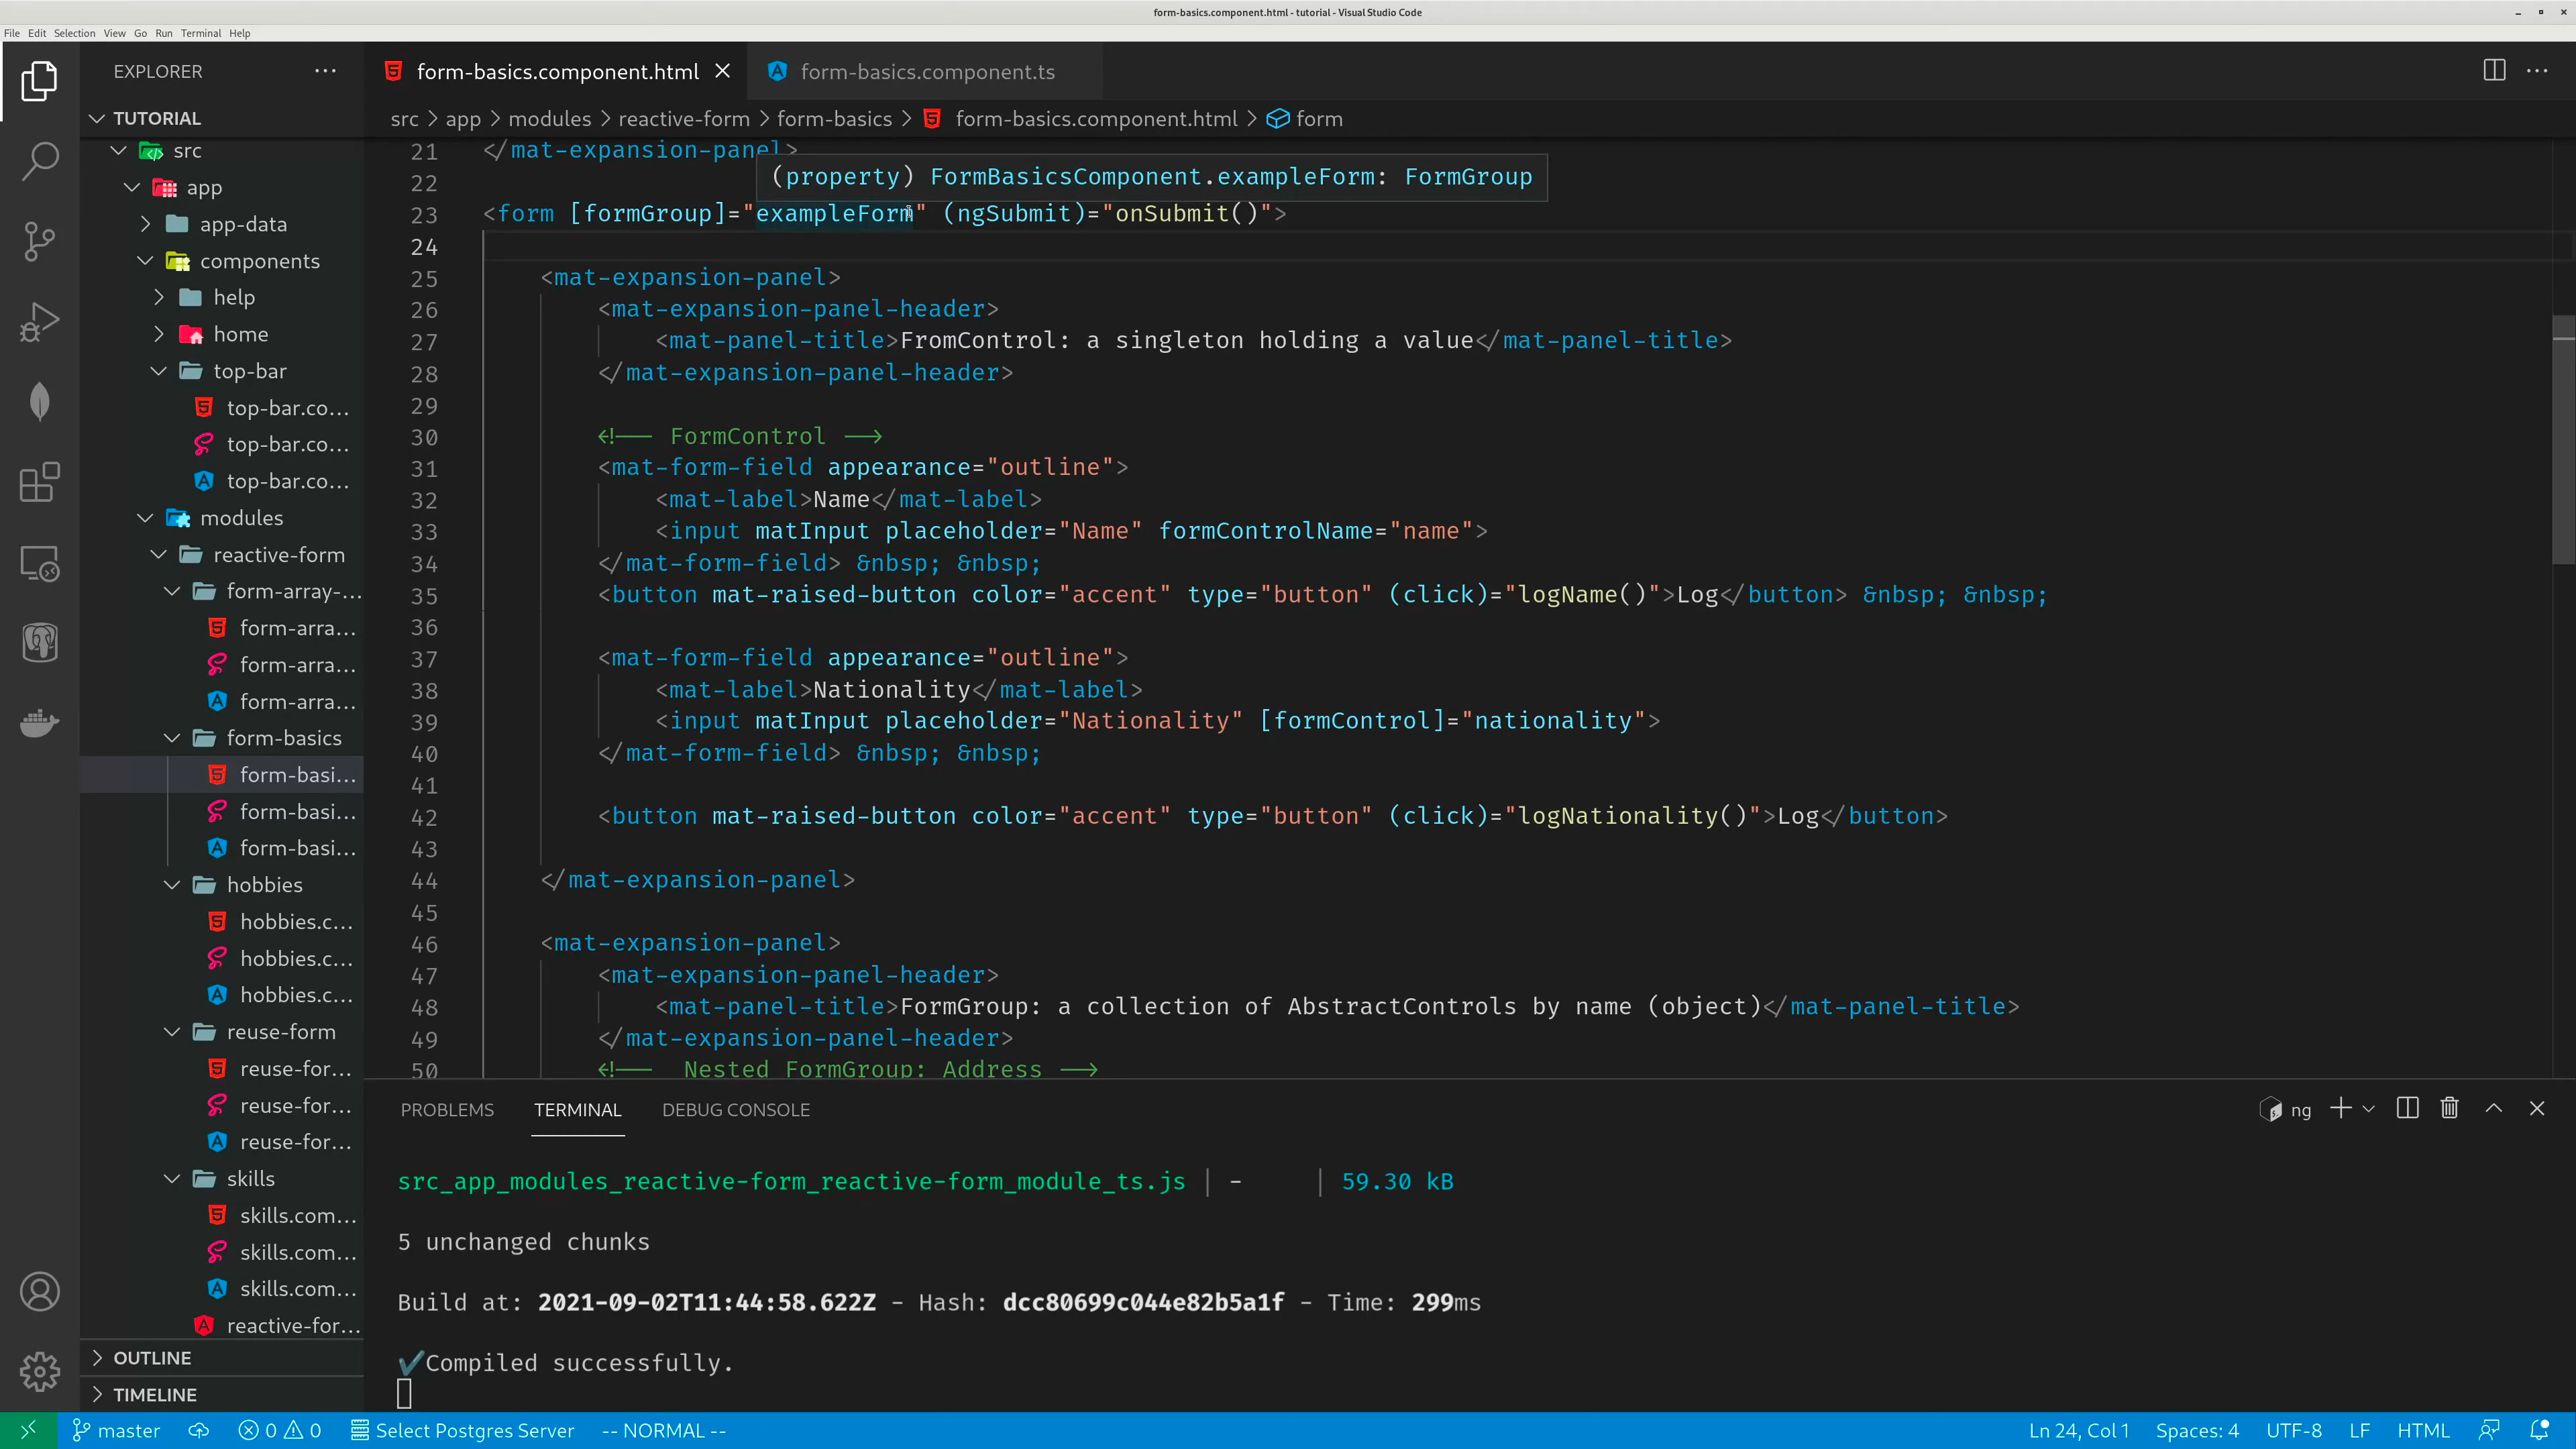 form-basics.component.html - tutorial - Visual Studio Code
File Edit Selection View Go Run Terminal Help
EXPLORER
form-basics.component.html
form-basics.component.ts
TUTORIAL
src > app > modules > reactive-form > form-basics > form-basics.component.html > form
src
app
app-data
components
help
home
top-bar
top-bar.co...
top-bar.co...
top-bar.co...
modules
reactive-form
form-array-...
form-arra...
form-arra...
form-arra...
form-basics
form-basi...
form-basi...
form-basi...
hobbies
hobbies.c...
hobbies.c...
hobbies.c...
reuse-form
reuse-for...
reuse-for...
reuse-for...
skills
skills.com...
skills.com...
skills.com...
reactive-for...
OUTLINE
TIMELINE
21 </mat-expansion-panel>
(property) FormBasicsComponent.exampleForm: FormGroup
22
23 <form [formGroup]="exampleForm" (ngSubmit)="onSubmit()">
24
25 <mat-expansion-panel>
26 <mat-expansion-panel-header>
27 <mat-panel-title>FromControl: a singleton holding a value</mat-panel-title>
28 </mat-expansion-panel-header>
29
30 <!-- FormControl -->
31 <mat-form-field appearance="outline">
32 <mat-label>Name</mat-label>
33 <input matInput placeholder="Name" formControlName="name">
34 </mat-form-field> &nbsp; &nbsp;
35 <button mat-raised-button color="accent" type="button" (click)="logName()">Log</button> &nbsp; &nbsp;
36
37 <mat-form-field appearance="outline">
38 <mat-label>Nationality</mat-label>
39 <input matInput placeholder="Nationality" [formControl]="nationality">
40 </mat-form-field> &nbsp; &nbsp;
41
42 <button mat-raised-button color="accent" type="button" (click)="logNationality()">Log</button>
43
44 </mat-expansion-panel>
45
46 <mat-expansion-panel>
47 <mat-expansion-panel-header>
48 <mat-panel-title>FormGroup: a collection of AbstractControls by name (object)</mat-panel-title>
49 </mat-expansion-panel-header>
50 <!-- Nested FormGroup: Address -->
PROBLEMS TERMINAL DEBUG CONSOLE
ng
src_app_modules_reactive-form_reactive-form_module_ts.js | - | 59.30 kB
5 unchanged chunks
Build at: 2021-09-02T11:44:58.622Z - Hash: dcc80699c044e82b5a1f - Time: 299ms
✔Compiled successfully.
master 0 0 Select Postgres Server -- NORMAL -- Ln 24, Col 1 Spaces: 4 UTF-8 LF HTML